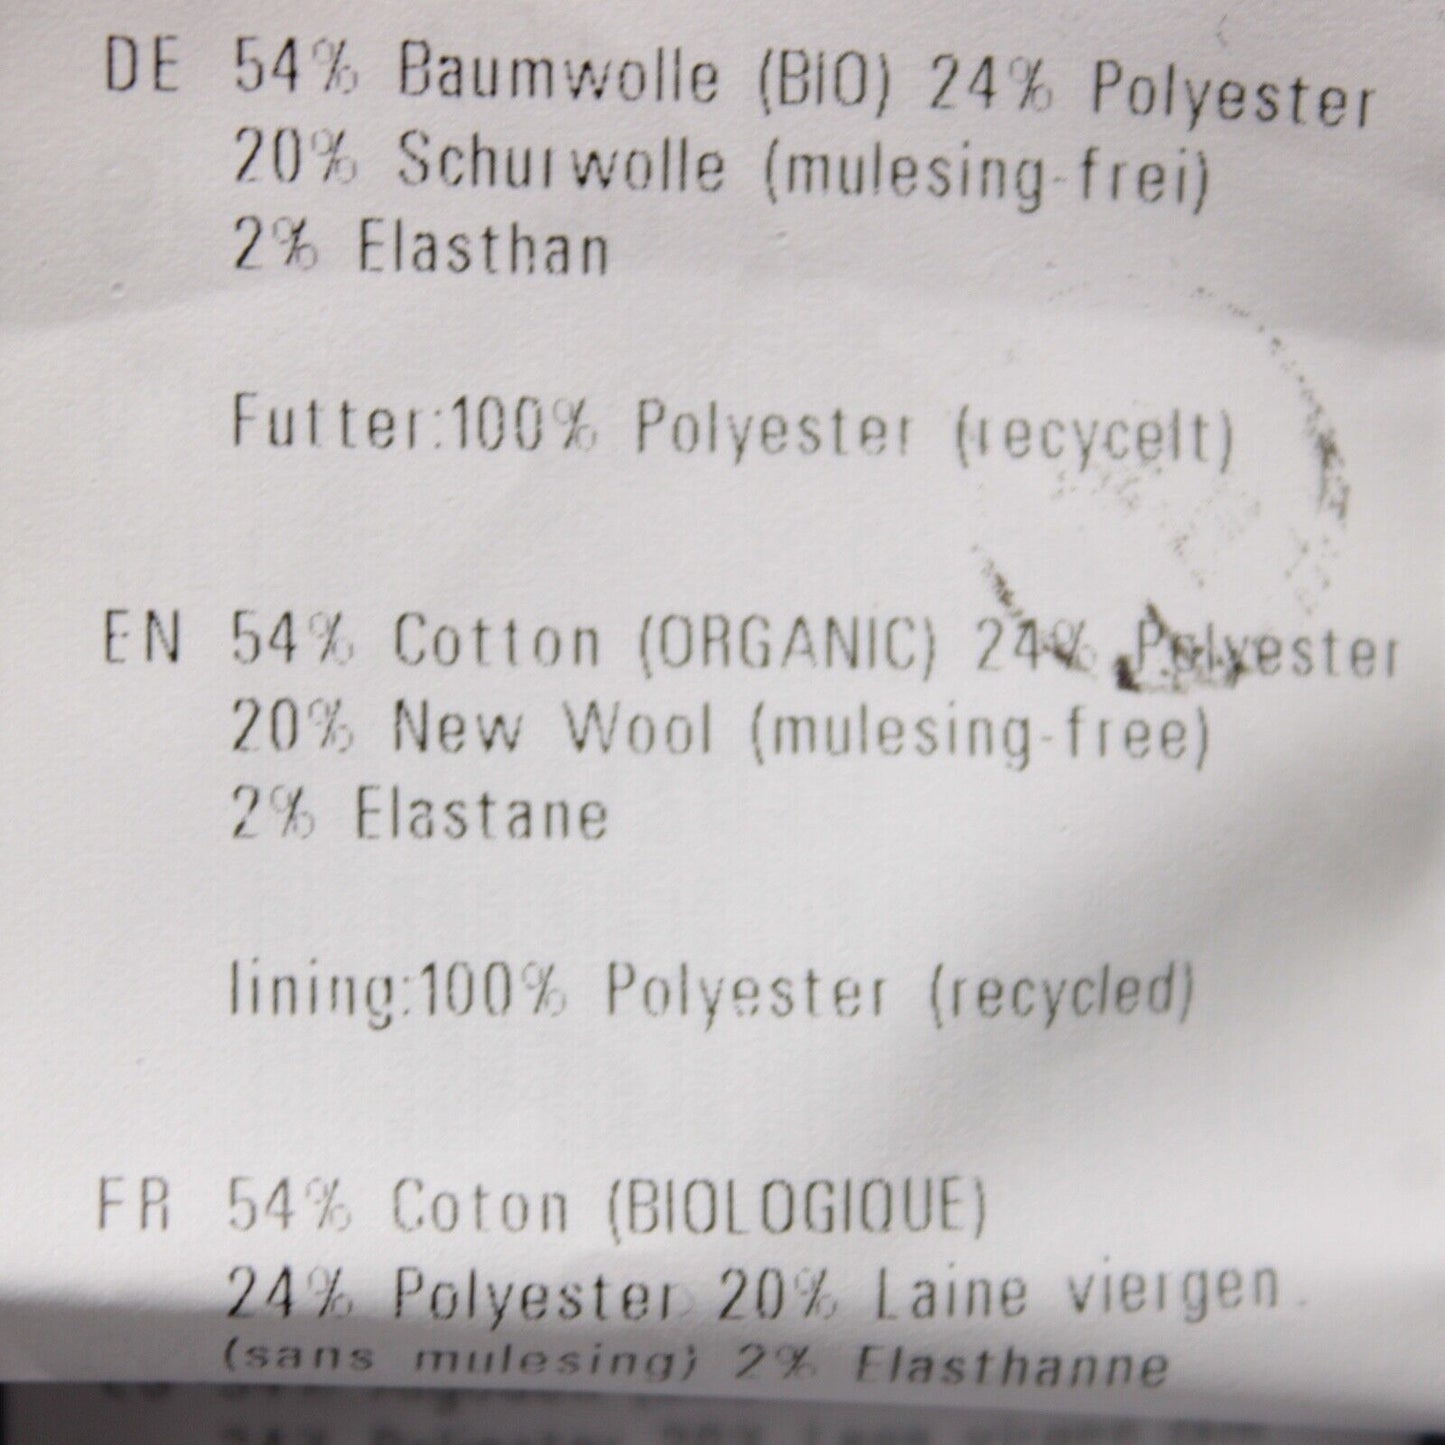 DE 54% Baumwolle (BIO) 24% Polyester
20% Schurwolle (mulesing-frei)
2% Elasthan
Futter:100% Polyester (recycelt)
EN 54% Cotton (ORGANIC) 24% Polyester
20% New Wool (mulesing-free)
2% Elastane
lining:100% Polyester (recycled)
FR 54% Coton (BIOLOGIQUE)
24% Polyester 20% Laine viergen
(sans mulesing) 2% Elasthanne